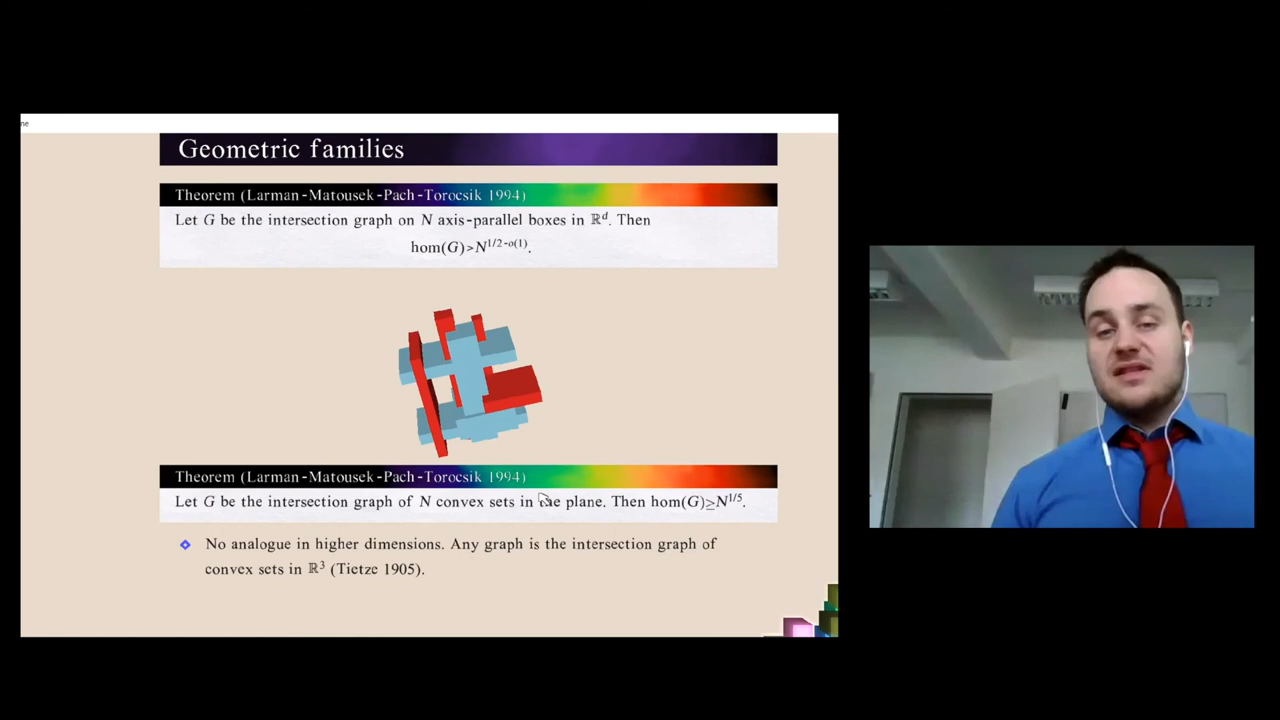 ne
Geometric families
Theorem (Larman-Matousek-Pach-Torocsik 1994)
Let G be the intersection graph on N axis-parallel boxes in ℝᵈ. Then
hom(G)>N^{1/2-o(1)}.
Theorem (Larman-Matousek-Pach-Torocsik 1994)
Let G be the intersection graph of N convex sets in the plane. Then hom(G)≥N^{1/5}.
No analogue in higher dimensions. Any graph is the intersection graph of
convex sets in ℝ³ (Tietze 1905).